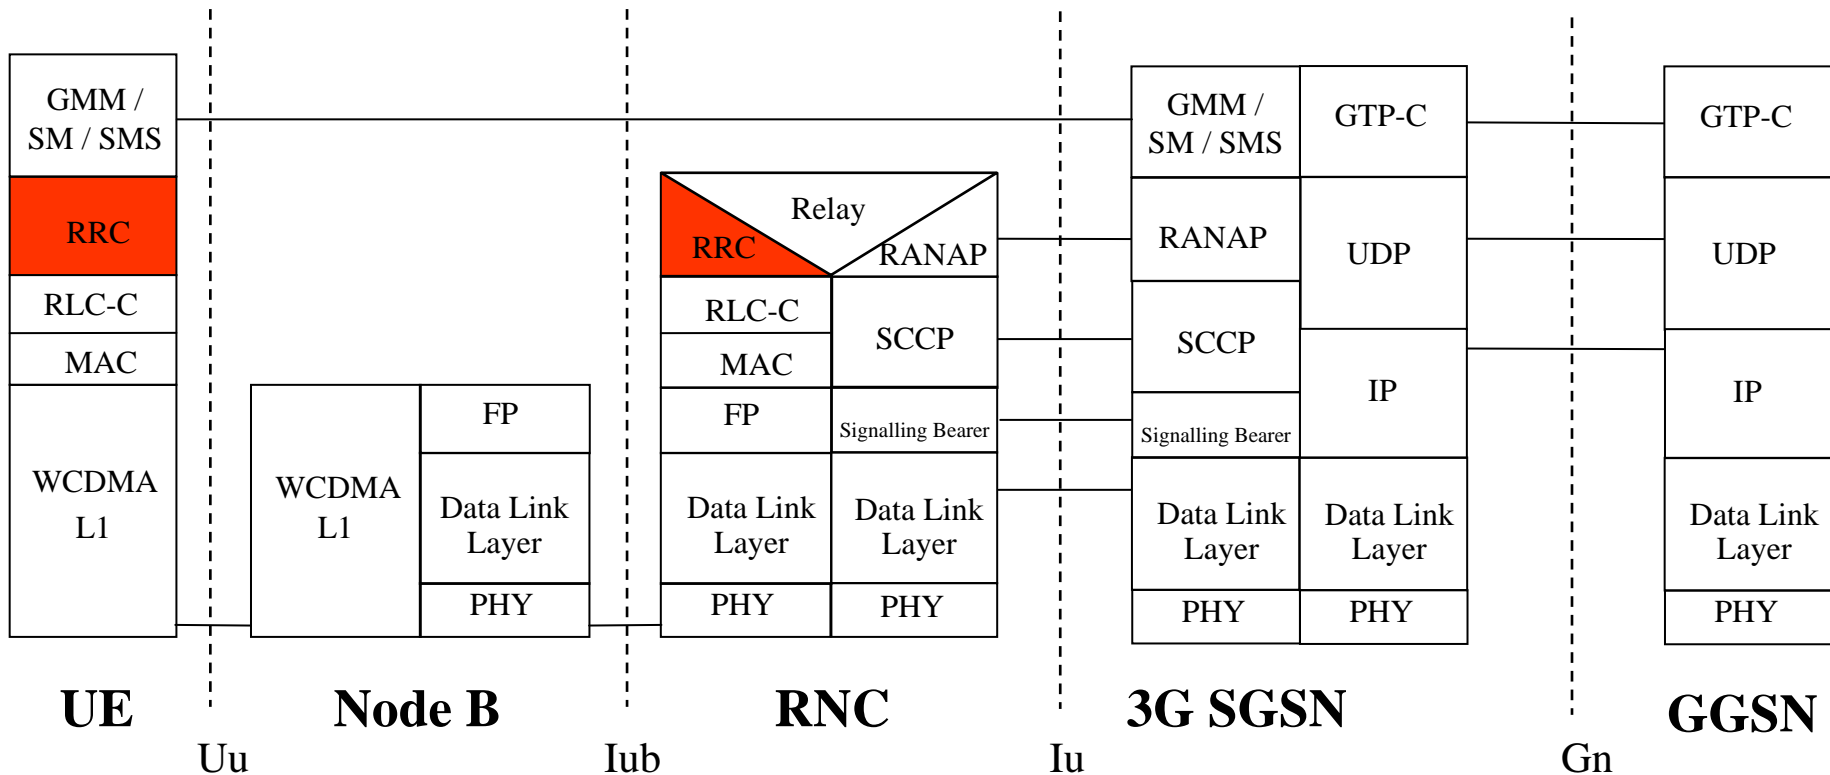 GMM /
SM / SMS
RRC
RLC-C
MAC
WCDMA
L1
WCDMA
L1
FP
Data Link
Layer
PHY
Relay
RRC
RANAP
RLC-C
MAC
SCCP
FP
Signalling Bearer
Data Link
Layer
Data Link
Layer
PHY
PHY
GMM /
SM / SMS
GTP-C
RANAP
UDP
SCCP
IP
Signalling Bearer
Data Link
Layer
Data Link
Layer
PHY
PHY
GTP-C
UDP
IP
Data Link
Layer
PHY
UE
Node B
RNC
3G SGSN
GGSN
Uu
Iub
Iu
Gn